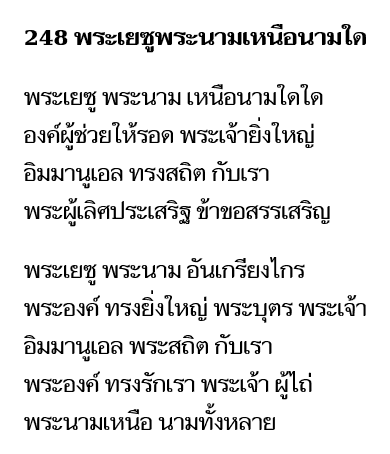 248 พระเยซูพระนามเหนือนามใด
พระเยซู พระนาม เหนือนามใดใด
องค์ผู้ช่วยให้รอด พระเจ้ายิ่งใหญ่
อิมมานูเอล ทรงสถิต กับเรา
พระผู้เลิศประเสริฐ ข้าขอสรรเสริญ
พระเยซู พระนาม อันเกรียงไกร
พระองค์ ทรงยิ่งใหญ่ พระบุตร พระเจ้า
อิมมานูเอล พระสถิต กับเรา
พระองค์ ทรงรักเรา พระเจ้า ผู้ไถ่
พระนามเหนือ นามทั้งหลาย